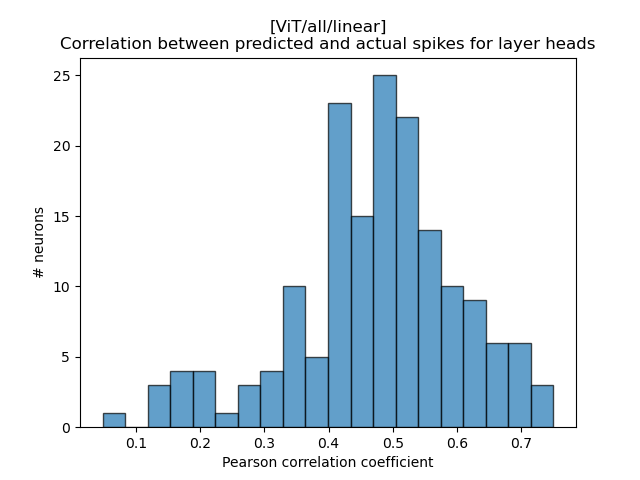 [ViT/all/linear]
Correlation between predicted and actual spikes for layer heads
25
20
15
10
5
0
# neurons
0.1 0.2 0.3 0.4 0.5 0.6 0.7
Pearson correlation coefficient